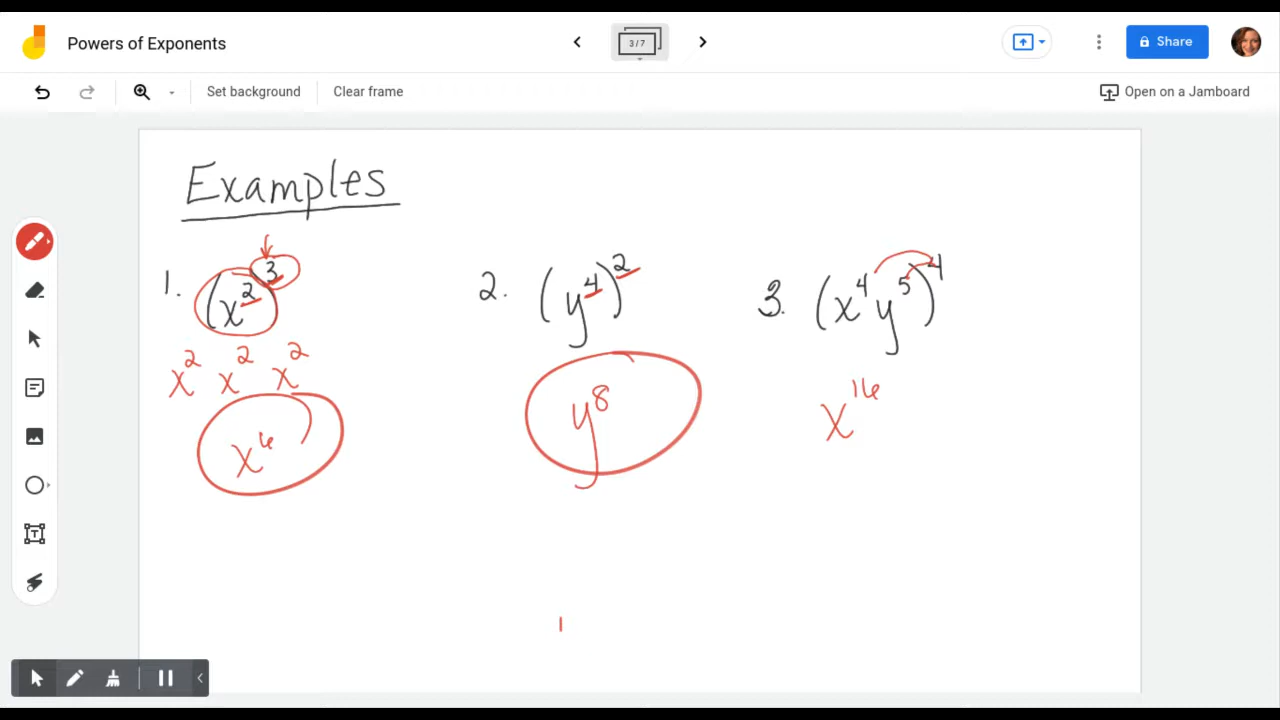 Powers of Exponents
3/7
Share
Set background
Clear frame
Open on a Jamboard
Examples
1. (x²)³
x² x² x²
x⁶
2. (y⁴)²
y⁸
3. (x⁴y⁵)⁴
x¹⁶